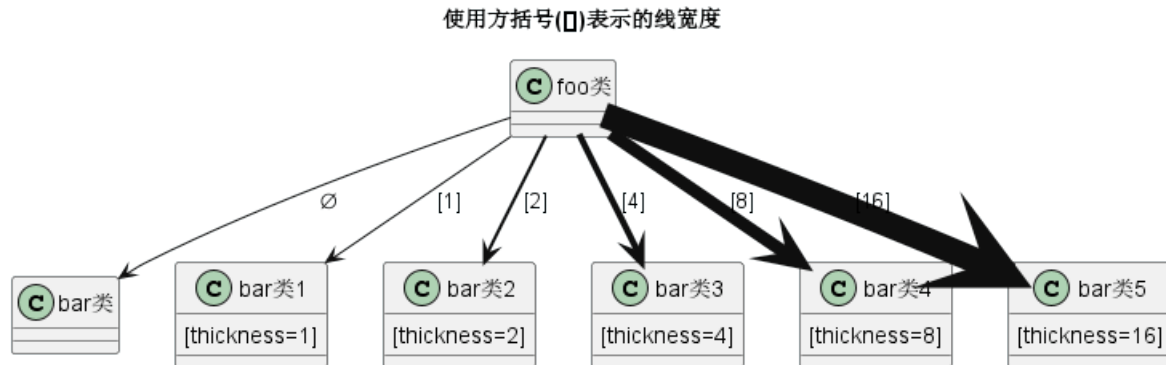 使用方括号([])表示的线宽度
C foo类
∅
[1]
[2]
[4]
[8]
[16]
C bar类
C bar类1
C bar类2
C bar类3
C bar类4
C bar类5
[thickness=1]
[thickness=2]
[thickness=4]
[thickness=8]
[thickness=16]